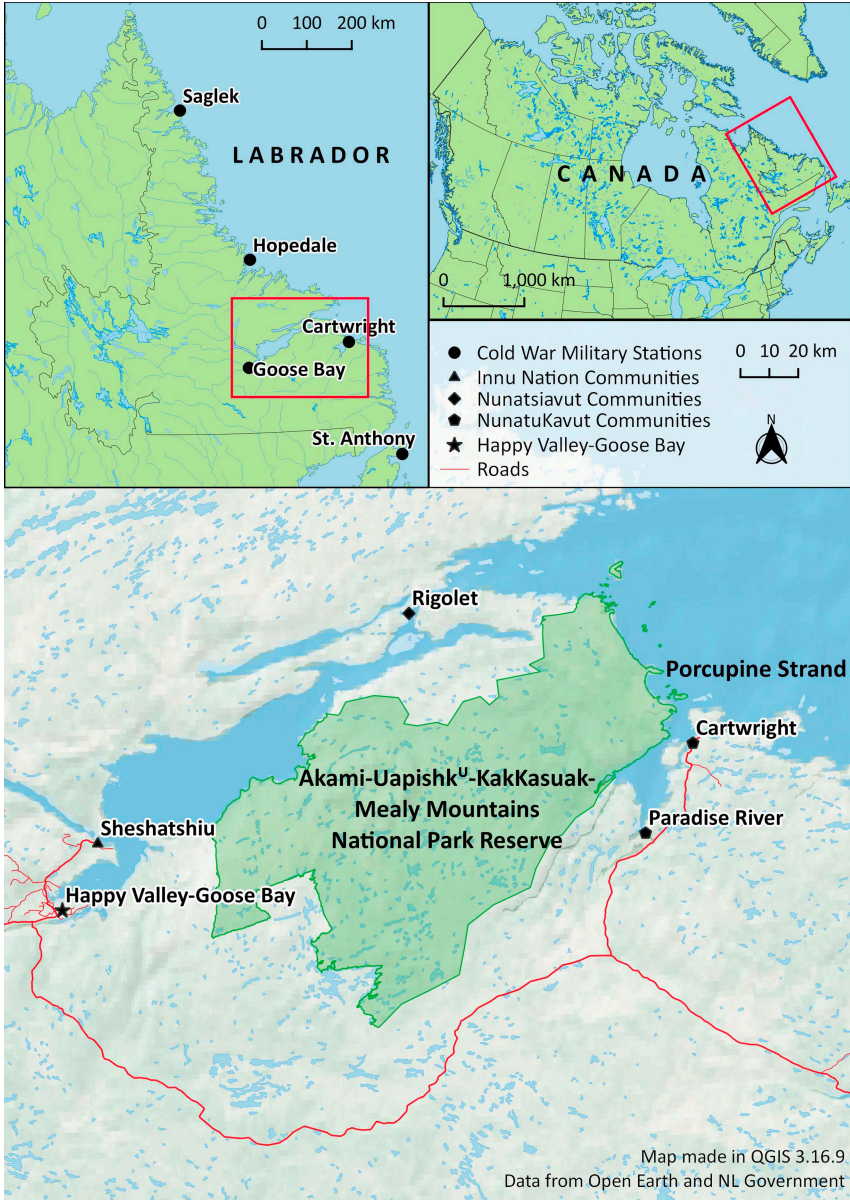 0 100 200 km
Saglek
LABRADOR
Hopedale
Cartwright
Goose Bay
St. Anthony
CANADA
0 1,000 km
Cold War Military Stations
Innu Nation Communities
Nunatsiavut Communities
NunatuKavut Communities
Happy Valley-Goose Bay
Roads
0 10 20 km
N
Rigolet
Porcupine Strand
Cartwright
Akami-Uapishkᵁ-KakKasuak-
Mealy Mountains
National Park Reserve
Paradise River
Sheshatshiu
Happy Valley-Goose Bay
Map made in QGIS 3.16.9
Data from Open Earth and NL Government